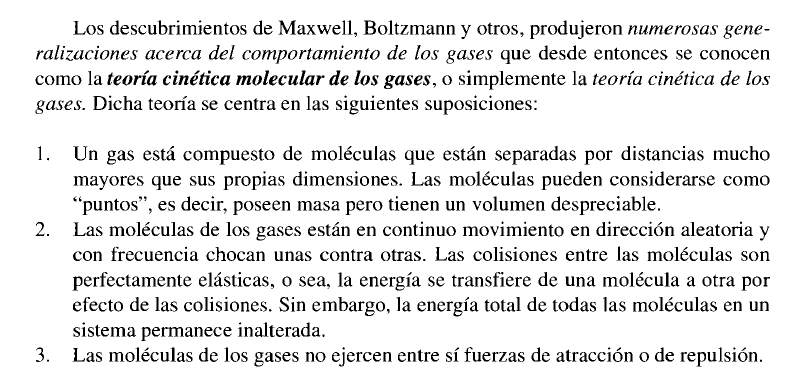 Los descubrimientos de Maxwell, Boltzmann y otros, produjeron numerosas gene-
ralizaciones acerca del comportamiento de los gases que desde entonces se conocen
como la teoría cinética molecular de los gases, o simplemente la teoría cinética de los
gases. Dicha teoría se centra en las siguientes suposiciones:
1. Un gas está compuesto de moléculas que están separadas por distancias mucho
mayores que sus propias dimensiones. Las moléculas pueden considerarse como
“puntos”, es decir, poseen masa pero tienen un volumen despreciable.
2. Las moléculas de los gases están en continuo movimiento en dirección aleatoria y
con frecuencia chocan unas contra otras. Las colisiones entre las moléculas son
perfectamente elásticas, o sea, la energía se transfiere de una molécula a otra por
efecto de las colisiones. Sin embargo, la energía total de todas las moléculas en un
sistema permanece inalterada.
3. Las moléculas de los gases no ejercen entre sí fuerzas de atracción o de repulsión.